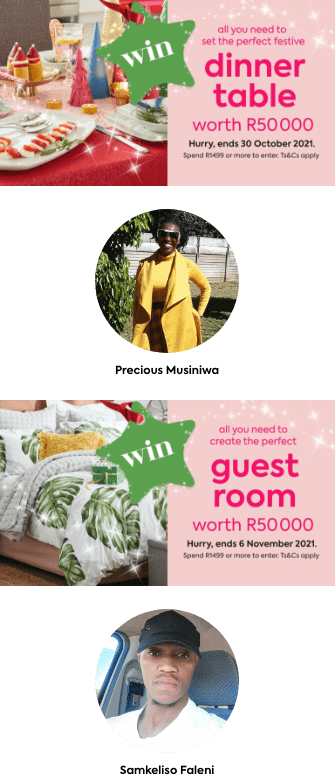 win
all you need to
set the perfect festive
dinner
table
worth R50 000
Hurry, ends 30 October 2021.
Spend R1499 or more to enter. Ts&Cs apply
Precious Musiniwa
win
all you need to
create the perfect
guest
room
worth R50 000
Hurry, ends 6 November 2021.
Spend R1499 or more to enter. Ts&Cs apply
Samkeliso Faleni